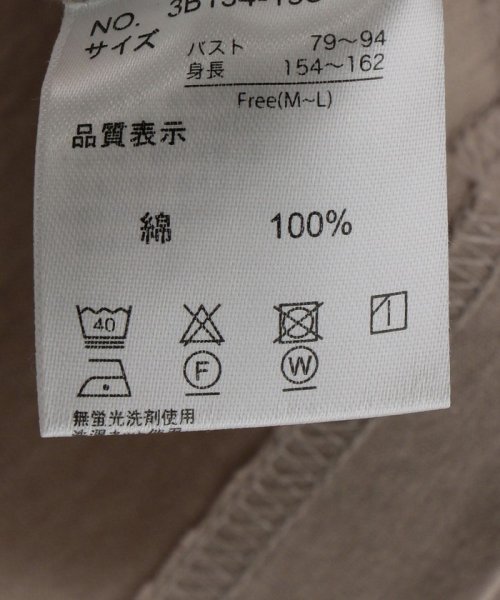 NO.
サイズ
バスト 79～94
身長 154～162
Free(M~L)
品質表示
綿 100%
40
F W
無蛍光洗剤使用